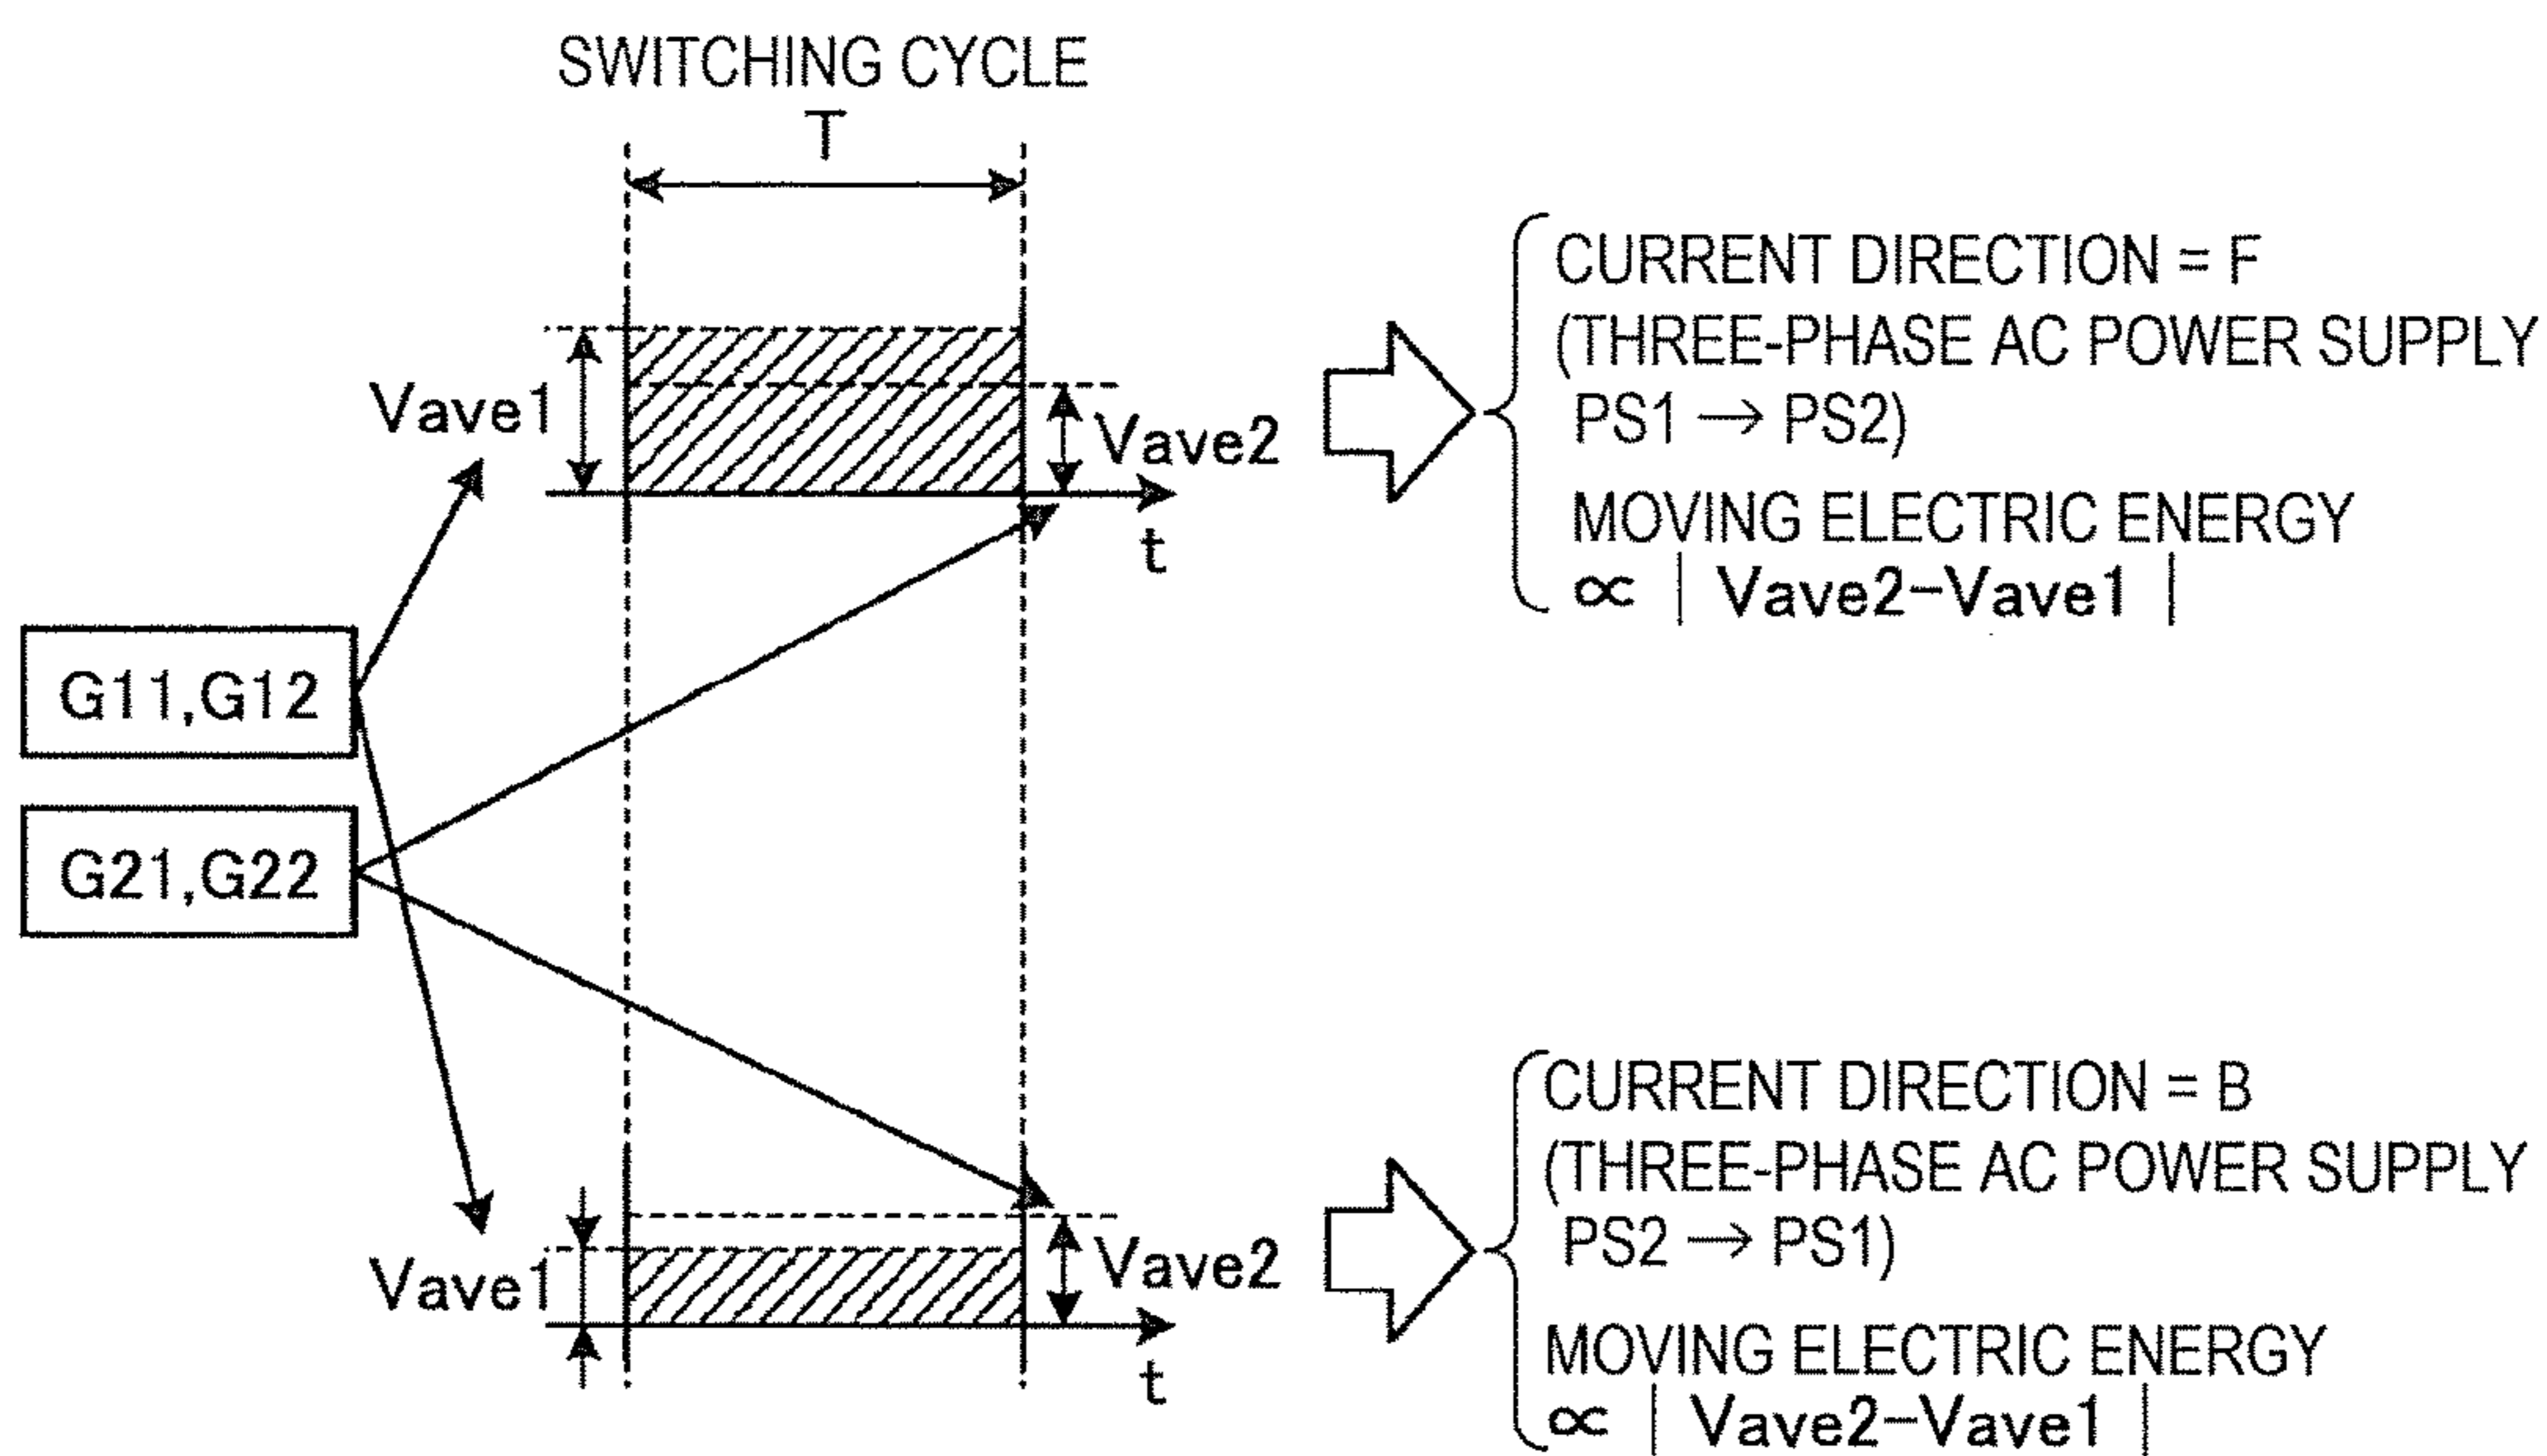 SWITCHING CYCLE
T
Vave1
Vave2
t
CURRENT DIRECTION = F
(THREE-PHASE AC POWER SUPPLY
PS1 → PS2)
MOVING ELECTRIC ENERGY
∝ | Vave2-Vave1 |
G11,G12
G21,G22
Vave1
Vave2
t
CURRENT DIRECTION = B
(THREE-PHASE AC POWER SUPPLY
PS2 → PS1)
MOVING ELECTRIC ENERGY
∝ | Vave2-Vave1 |